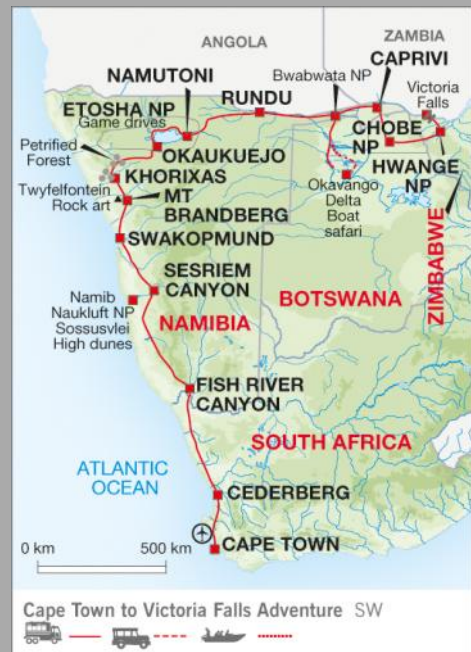 ANGOLA
ZAMBIA
CAPRIVI
NAMUTONI
Bwabwata NP
Victoria
Falls
RUNDU
ETOSHA NP
Game drives
CHOBE
NP
Petrified
Forest
OKAUKUEJO
HWANGE
NP
KHORIXAS
Okavango
Delta
Boat
safari
Twyfelfontein
Rock art
MT
BRANDBERG
ZIMBABWE
SWAKOPMUND
SESRIEM
CANYON
BOTSWANA
Namib
Naukluft NP
Sossusvlei
High dunes
NAMIBIA
FISH RIVER
CANYON
SOUTH AFRICA
ATLANTIC
OCEAN
CEDERBERG
0 km
500 km
CAPE TOWN
Cape Town to Victoria Falls Adventure SW